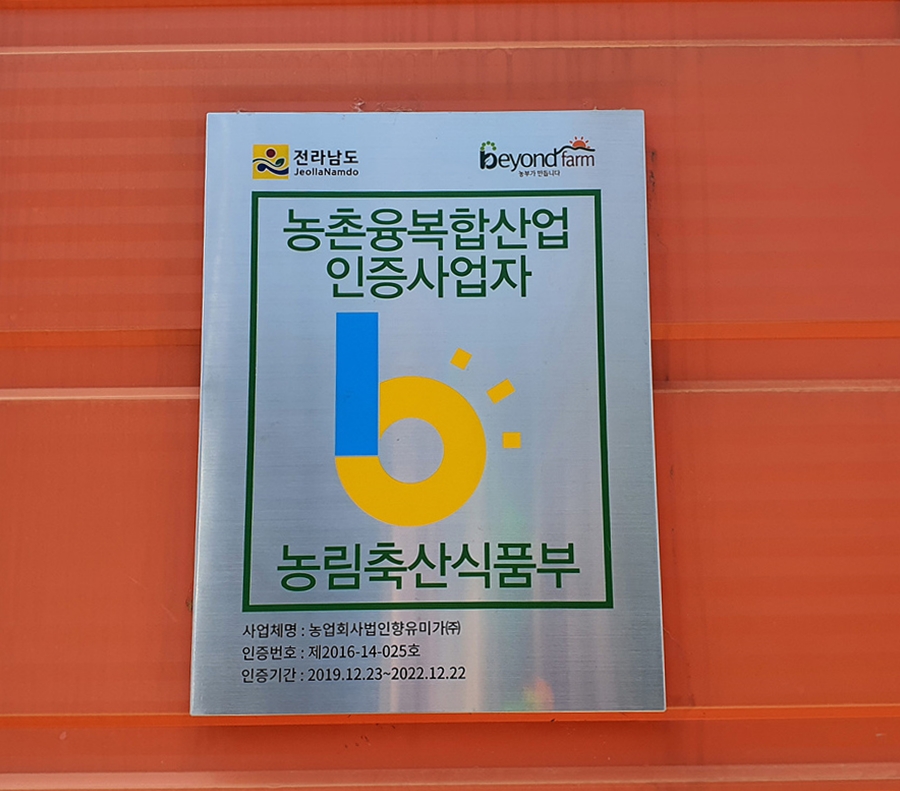 전라남도
JeollaNamdo
beyond farm
농부가 만듭니다
농촌융복합산업
인증사업자
농림축산식품부
사업체명 : 농업회사법인향유미가㈜
인증번호 : 제2016-14-025호
인증기간 : 2019.12.23~2022.12.22